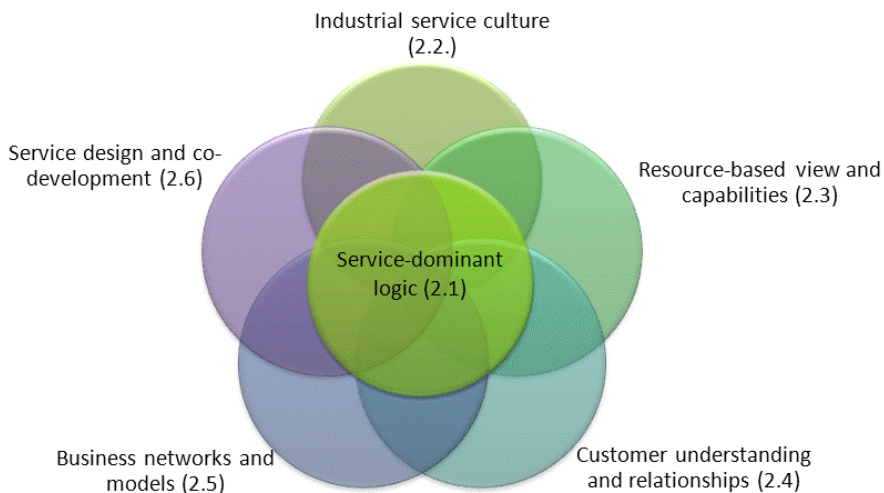 Industrial service culture
(2.2.)
Service design and co-
development (2.6)
Resource-based view and
capabilities (2.3)
Service-dominant
logic (2.1)
Business networks and
models (2.5)
Customer understanding
and relationships (2.4)